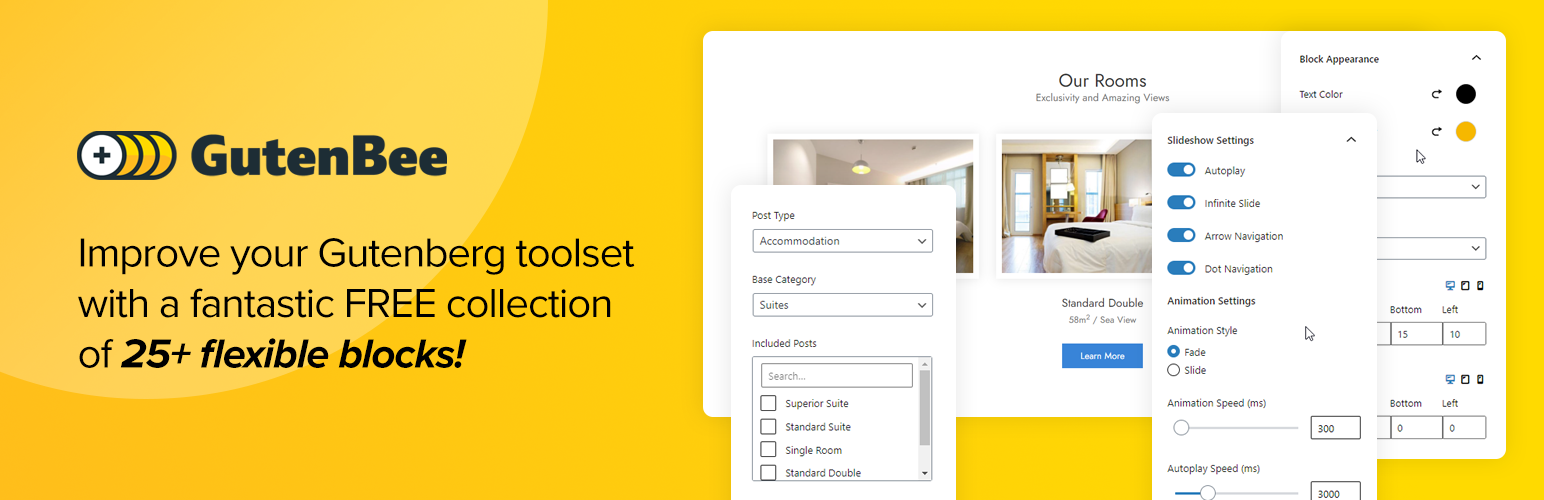 GutenBee
Improve your Gutenberg toolset
with a fantastic FREE collection
of 25+ flexible blocks!
Our Rooms
Exclusivity and Amazing Views
Standard Double
58m² / Sea View
Learn More
Post Type
Accommodation
Base Category
Suites
Included Posts
Search...
Superior Suite
Standard Suite
Single Room
Standard Double
Slideshow Settings
Autoplay
Infinite Slide
Arrow Navigation
Dot Navigation
Animation Settings
Animation Style
Fade
Slide
Animation Speed (ms)
300
Autoplay Speed (ms)
3000
Block Appearance
Text Color
Bottom Left
15 10
Bottom Left
0 0